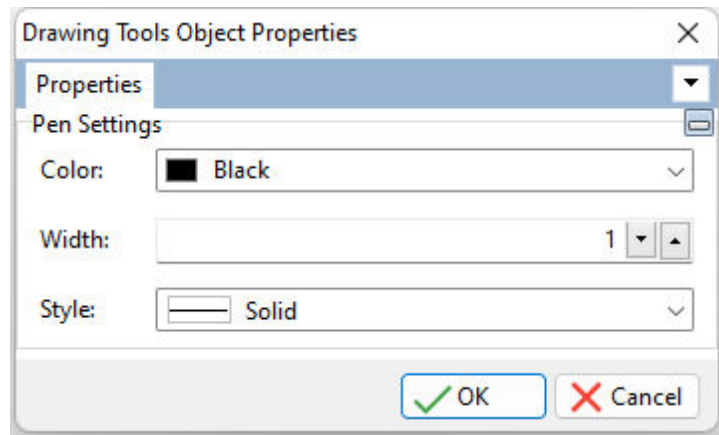 Drawing Tools Object Properties
Properties
Pen Settings
Color: Black
Width: 1
Style: Solid
OK Cancel